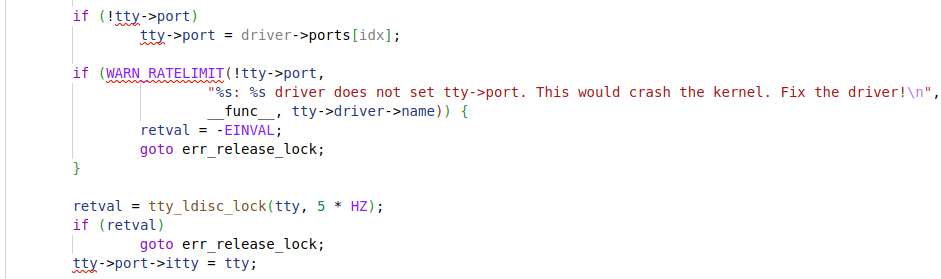 if (!tty->port)
tty->port = driver->ports[idx];
if (WARN_RATELIMIT(!tty->port,
"%s: %s driver does not set tty->port. This would crash the kernel. Fix the driver!\n",
__func__, tty->driver->name)) {
retval = -EINVAL;
goto err_release_lock;
}
retval = tty_ldisc_lock(tty, 5 * HZ);
if (retval)
goto err_release_lock;
tty->port->itty = tty;